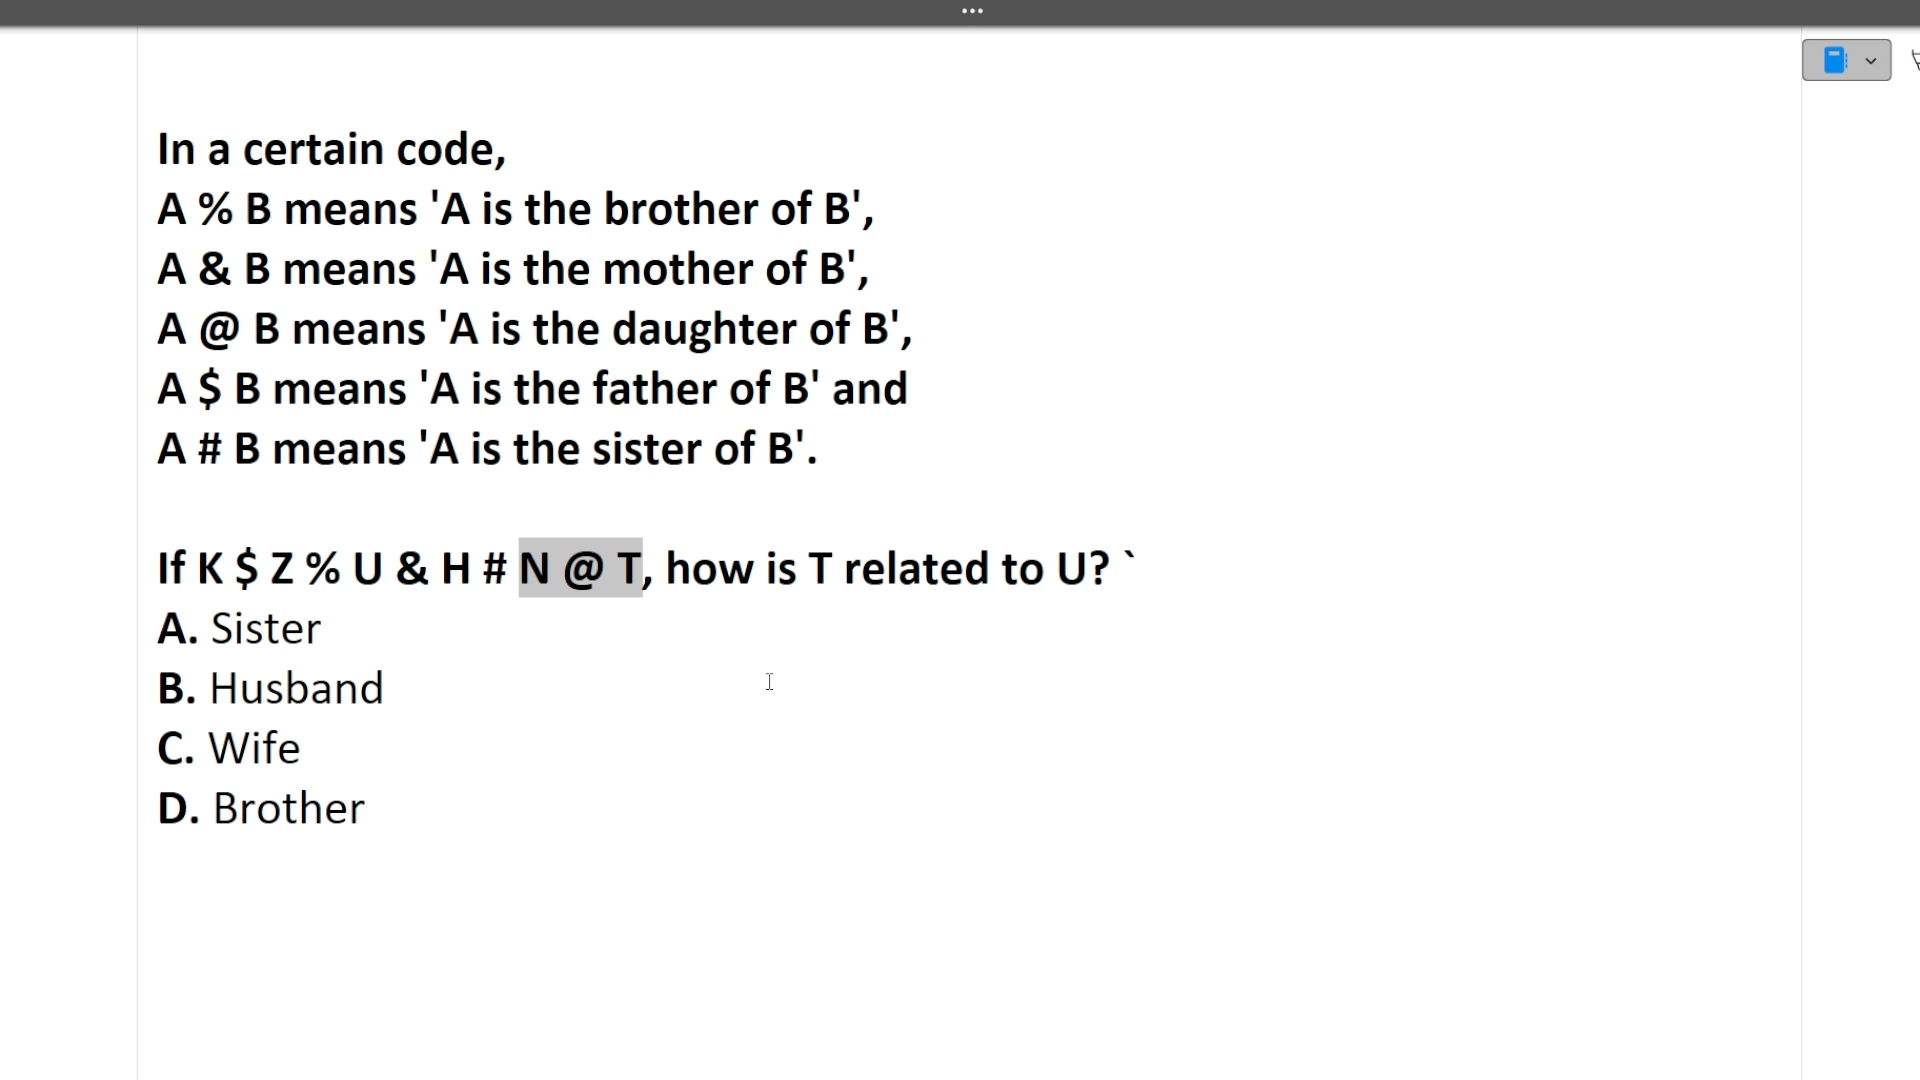 In a certain code,
A % B means 'A is the brother of B',
A & B means 'A is the mother of B',
A @ B means 'A is the daughter of B',
A $ B means 'A is the father of B' and
A # B means 'A is the sister of B'.
If K $ Z % U & H # N @ T, how is T related to U? `
A. Sister
B. Husband
C. Wife
D. Brother